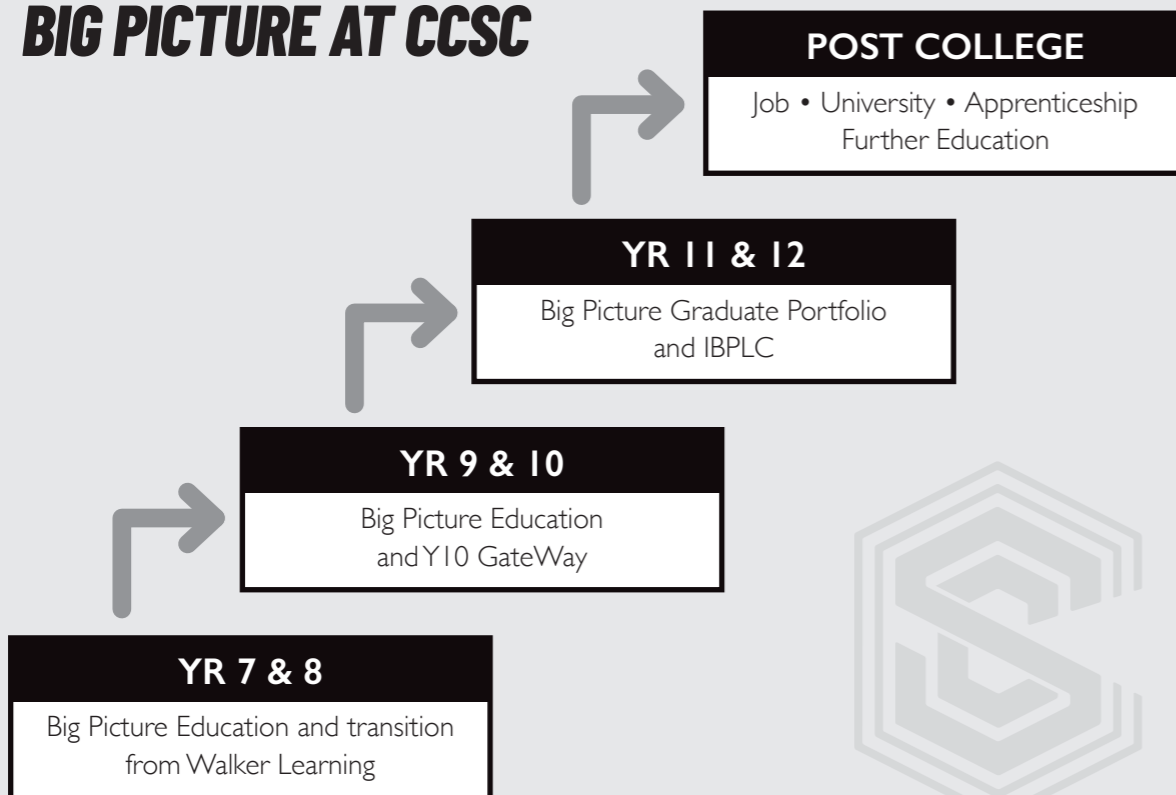 BIG PICTURE AT CCSC
POST COLLEGE
Job • University • Apprenticeship
Further Education
YR 11 & 12
Big Picture Graduate Portfolio
and IBPLC
YR 9 & 10
Big Picture Education
and Y10 GateWay
YR 7 & 8
Big Picture Education and transition
from Walker Learning